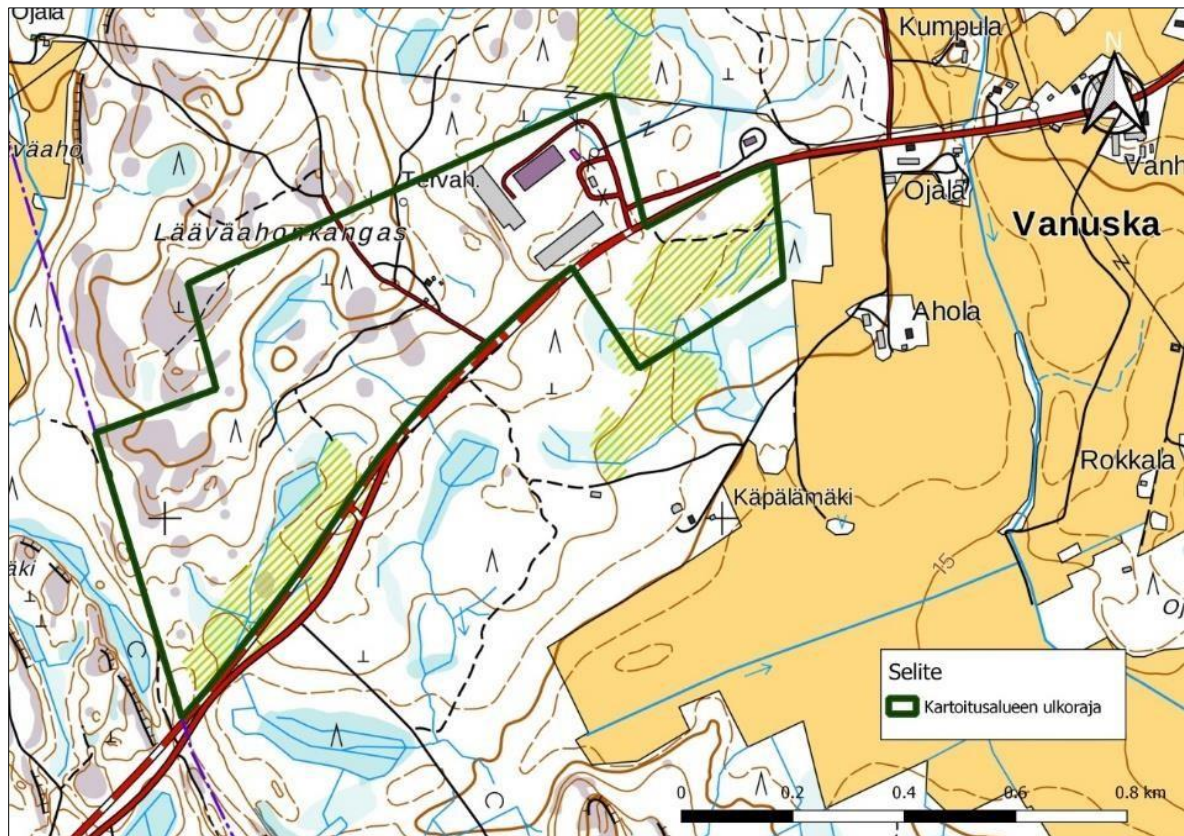 Ojala
Kumpula
N
väaho
Tervah.
Vanh
Ojala
Lääväahonkangas
Vanuska
Ahola
Rokkala
Käpälämäki
äki
15
Oj
Selite
Kartoitusalueen ulkoraja
0 0.2 0.4 0.6 0.8 km